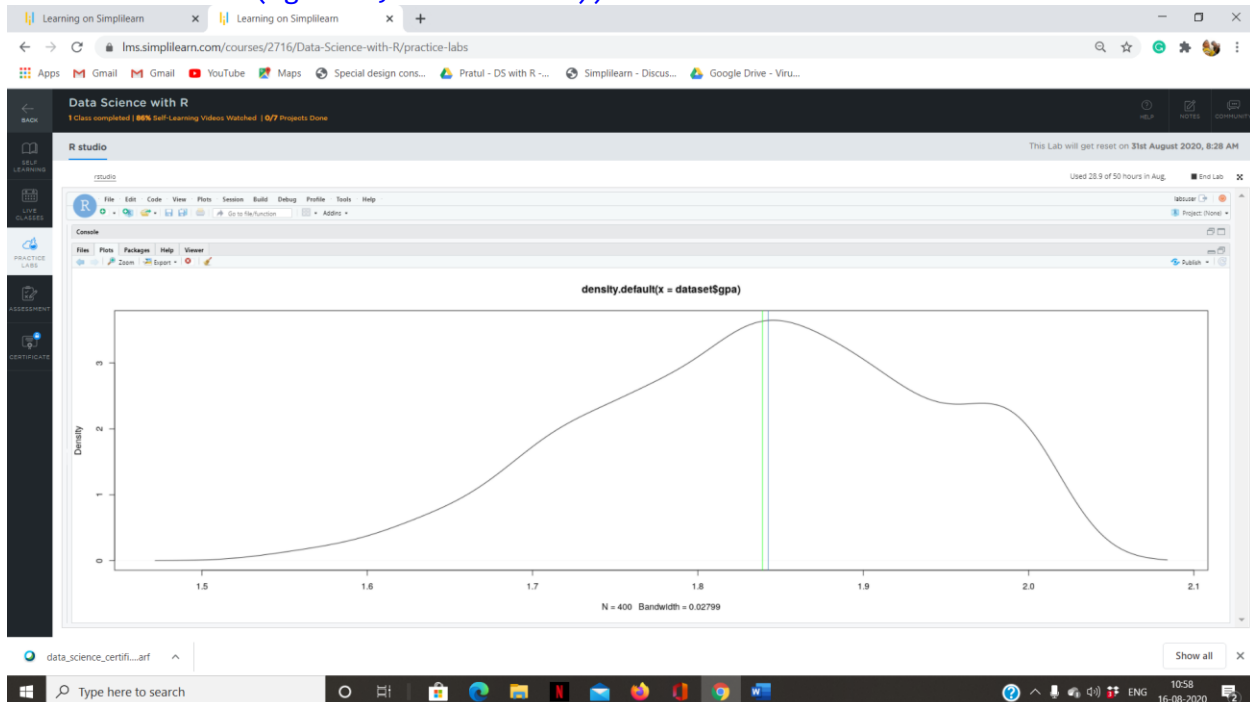 Learning on Simplilearn Learning on Simplilearn
lms.simplilearn.com/courses/2716/Data-Science-with-R/practice-labs
Apps Gmail Gmail YouTube Maps Special design cons... Pratul - DS with R -... Simplilearn - Discus... Google Drive - Viru...
BACK Data Science with R HELP NOTES COMMUNIT
1 Class completed | 86% Self-Learning Videos Watched | 0/7 Projects Done
SELF LEARNING R studio This Lab will get reset on 31st August 2020, 8:28 AM
rstudio Used 28.9 of 50 hours in Aug. End Lab
LIVE CLASSES
R File Edit Code View Plots Session Build Debug Profile Tools Help labsuser
Go to file/function Addins Project: (None)
Console
PRACTICE LABS
Files Plots Packages Help Viewer
Zoom Export Publish
ASSESSMENT
CERTIFICATE
density.default(x = dataset$gpa)
Density
3
2
1
0
1.5 1.6 1.7 1.8 1.9 2.0 2.1
N = 400 Bandwidth = 0.02799
data_science_certifi....arf Show all
Type here to search ENG 10:58
16-08-2020 2